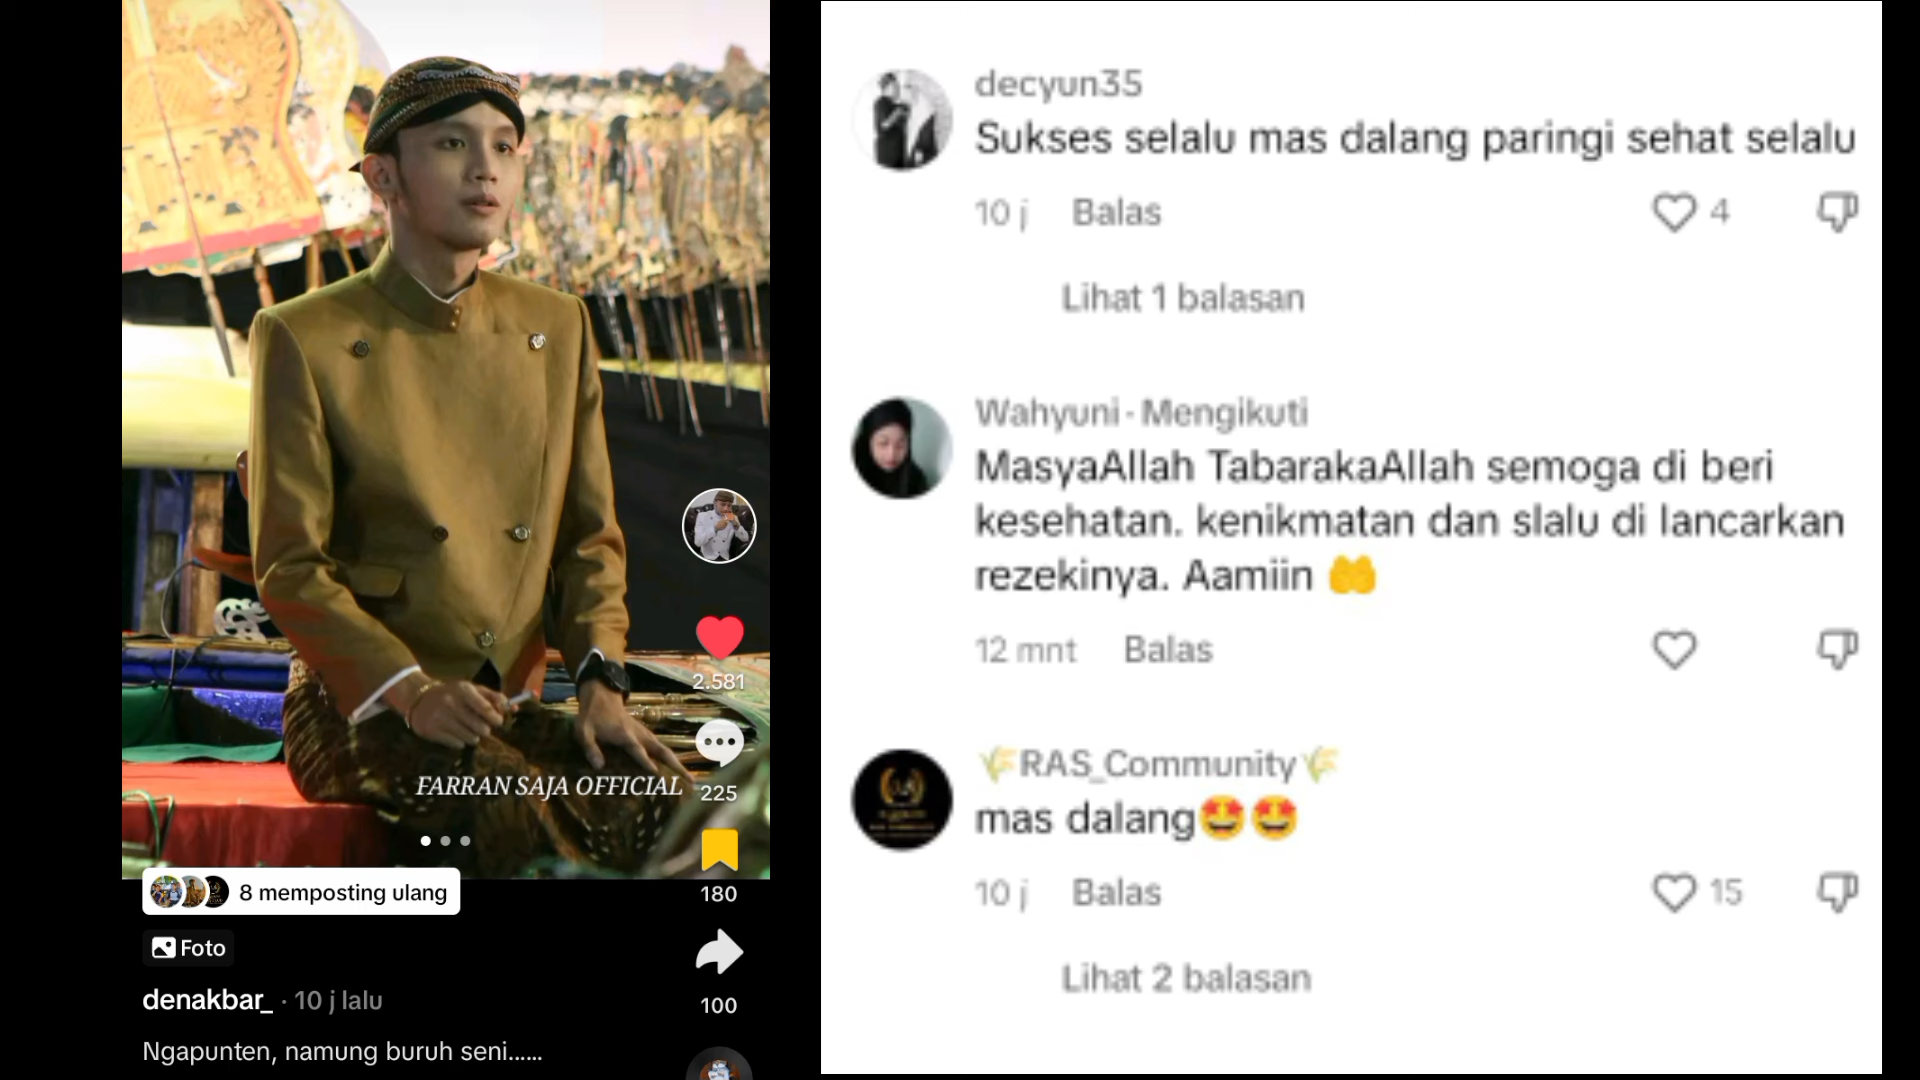 FARRAN SAJA OFFICIAL
2.581
225
180
100
8 memposting ulang
Foto
denakbar_ · 10 j lalu
Ngapunten, namung buruh seni......
decyun35
Sukses selalu mas dalang paringi sehat selalu
10 j Balas 4
Lihat 1 balasan
Wahyuni · Mengikuti
MasyaAllah TabarakaAllah semoga di beri
kesehatan. kenikmatan dan slalu di lancarkan
rezekinya. Aamiin 🤲
12 mnt Balas
🌾RAS_Community🌾
mas dalang🤩🤩
10 j Balas 15
Lihat 2 balasan